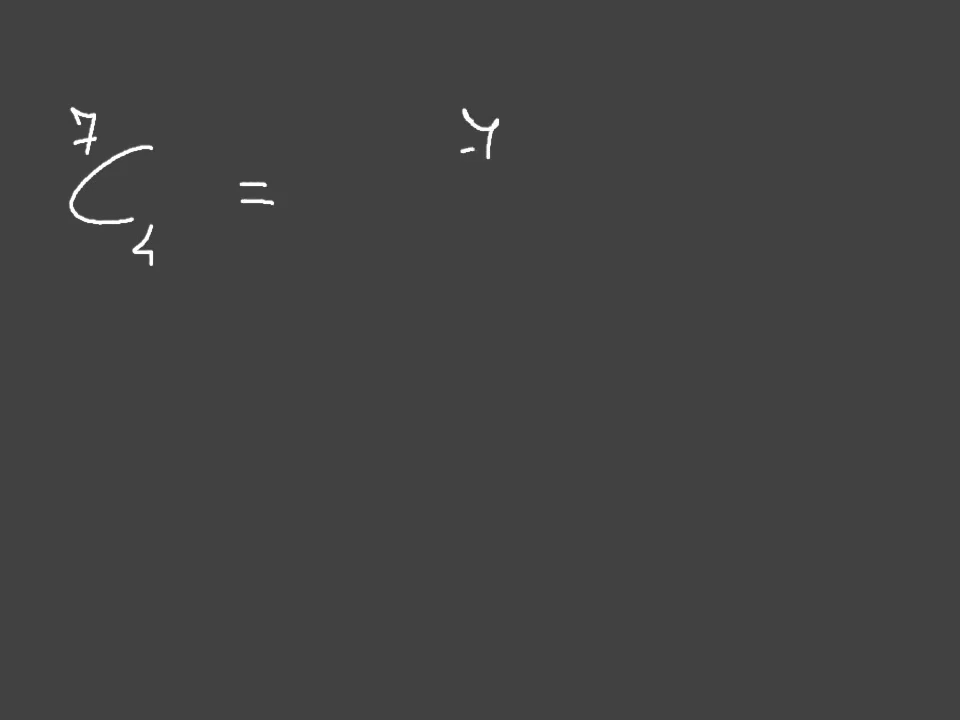 ⁷C₄ =